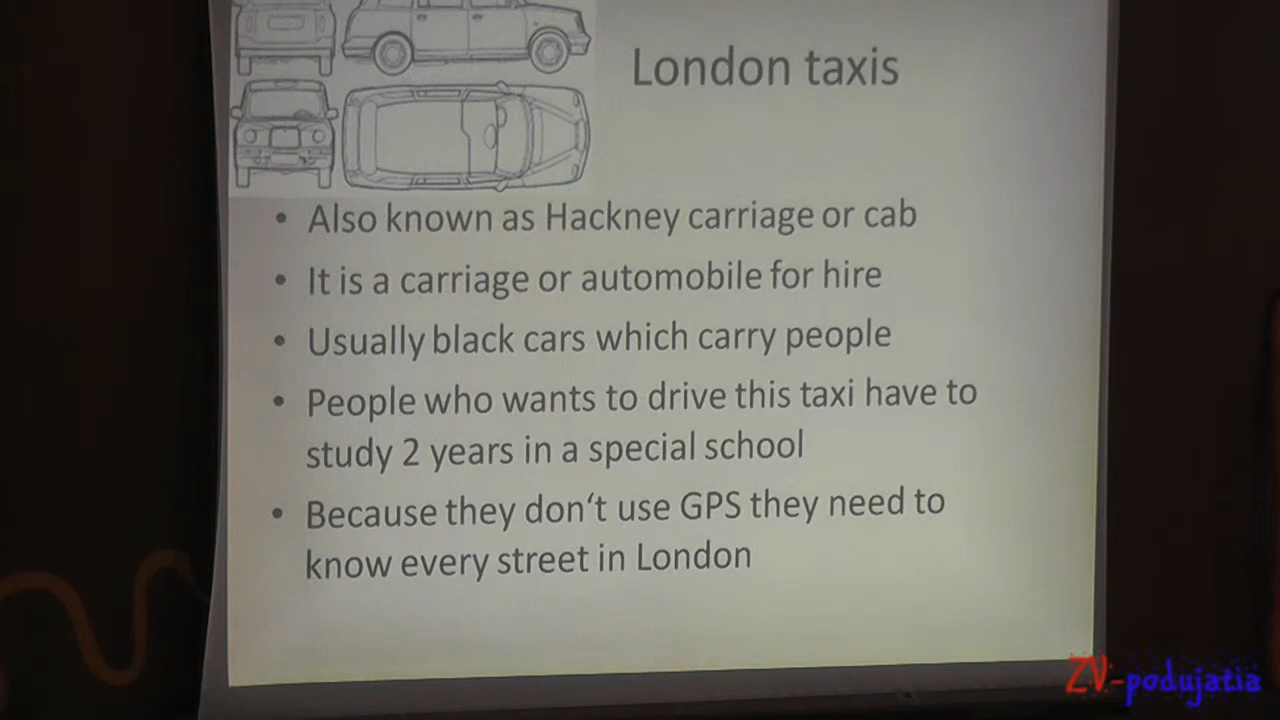 London taxis
• Also known as Hackney carriage or cab
• It is a carriage or automobile for hire
• Usually black cars which carry people
• People who wants to drive this taxi have to
study 2 years in a special school
• Because they don‘t use GPS they need to
know every street in London
ZV-podujatia